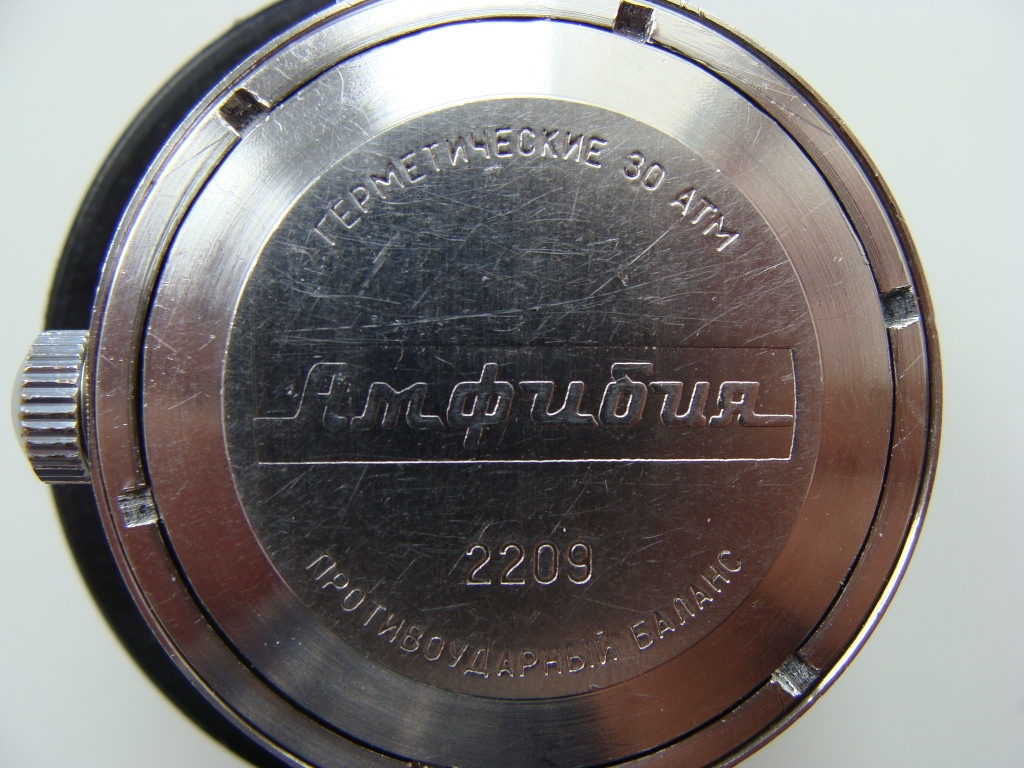 ГЕРМЕТИЧЕСКИЕ 30 АТМ
Амфибия
2209
ПРОТИВОУДАРНЫЙ БАЛАНС